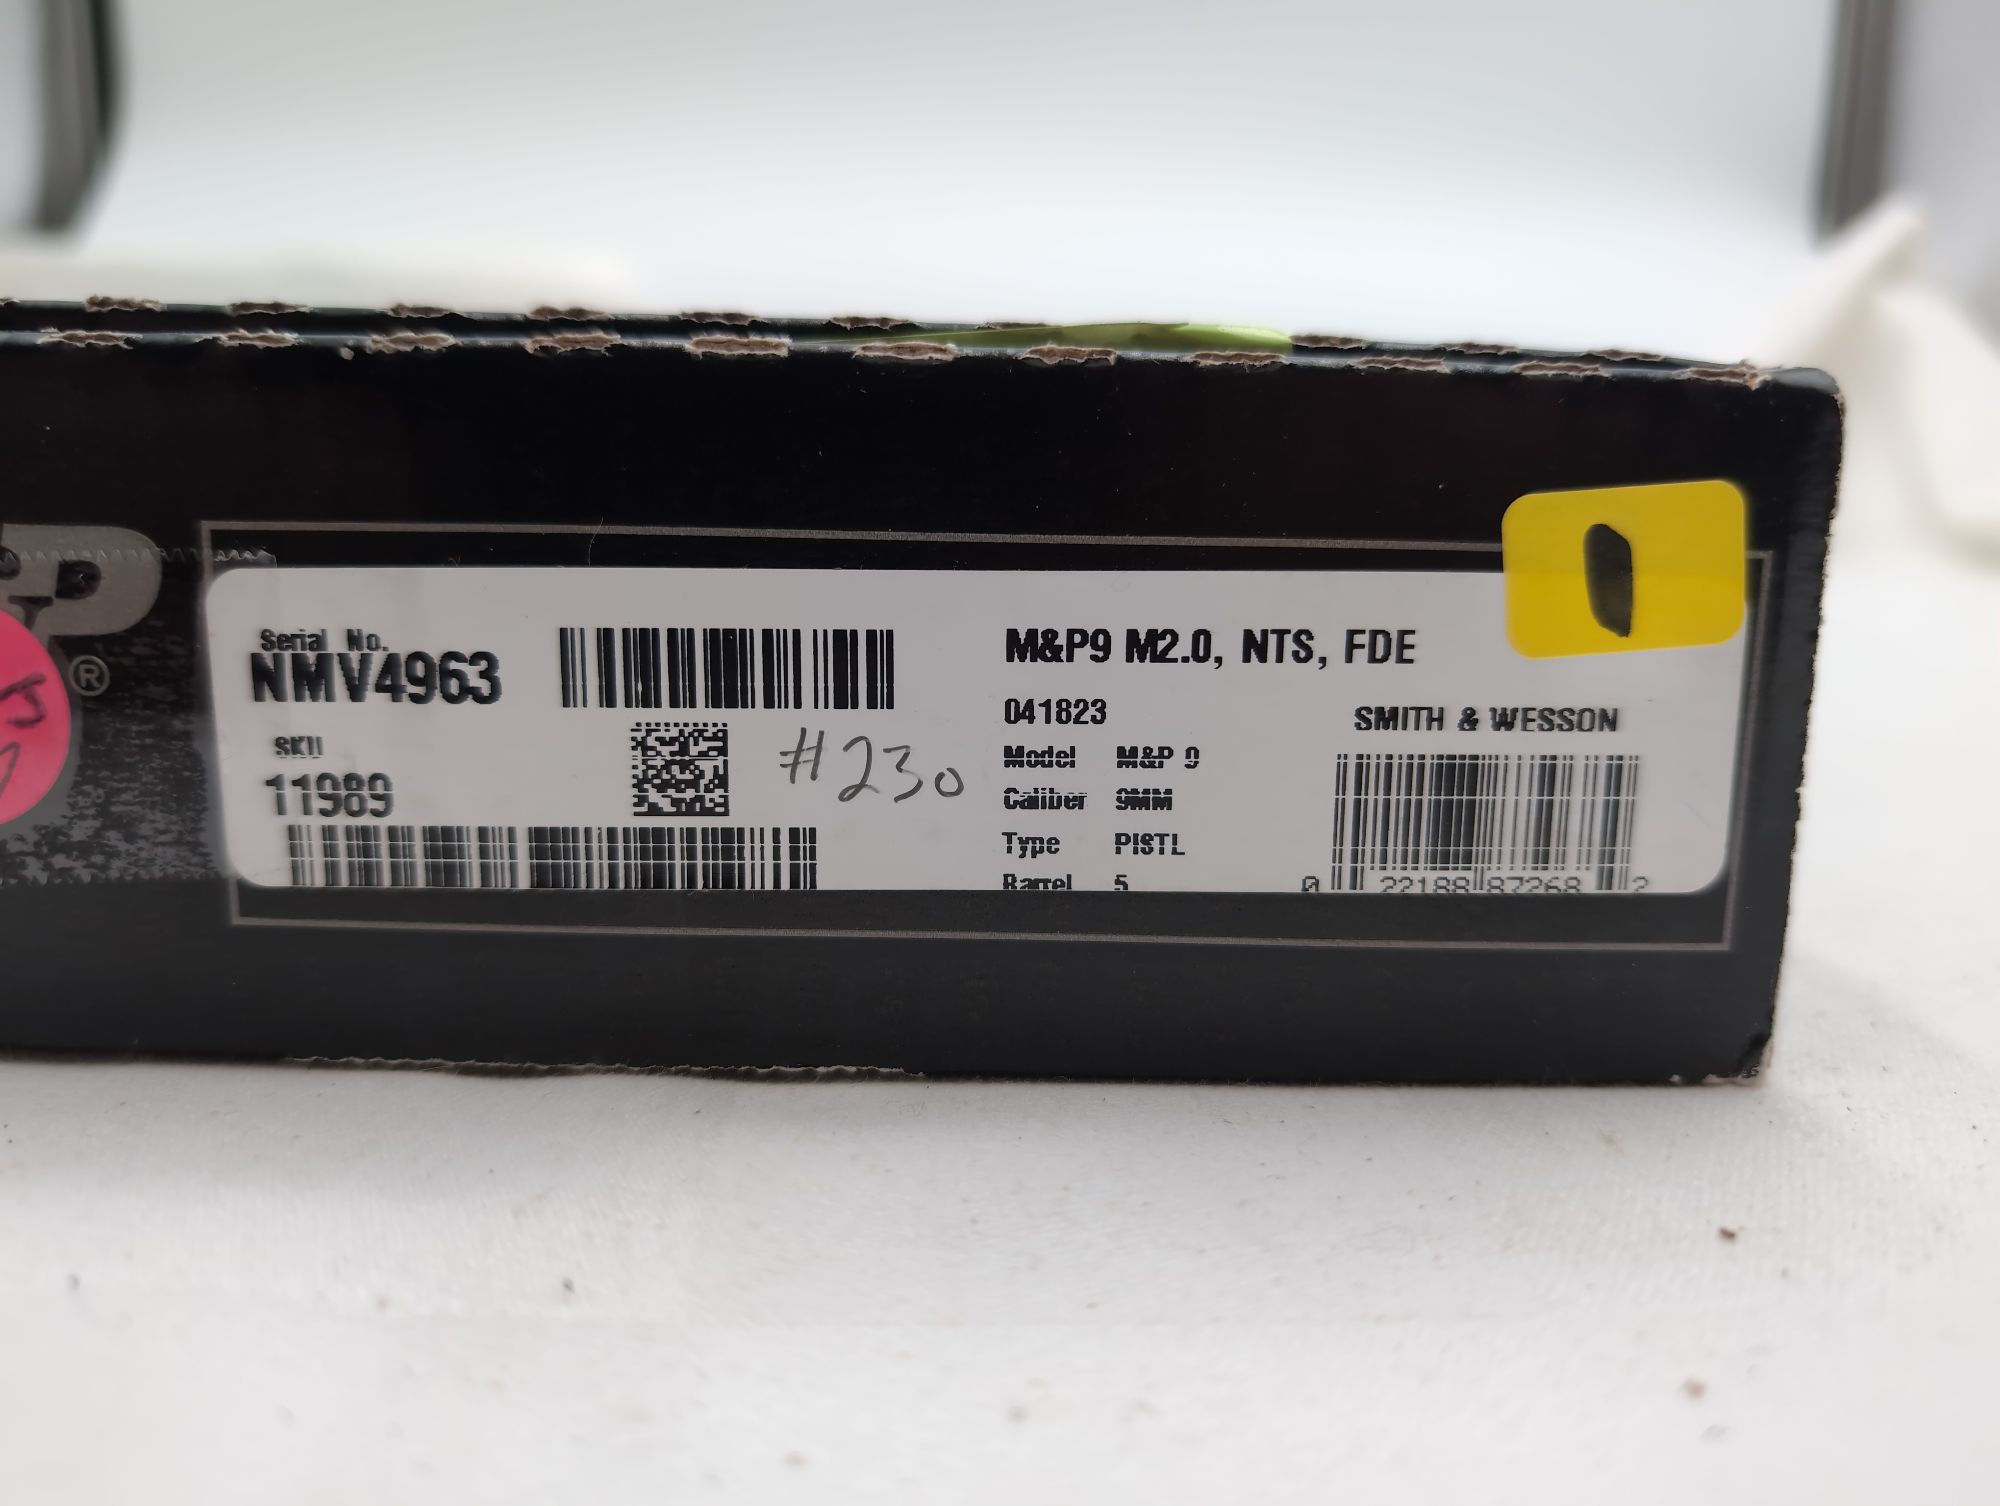 P
®
Serial No.
NMV4963
SKU
11989
#230
M&P9 M2.0, NTS, FDE
041823
Model M&P 9
Caliber 9MM
Type PISTL
Barrel 5
SMITH & WESSON
0 22188 87268 2